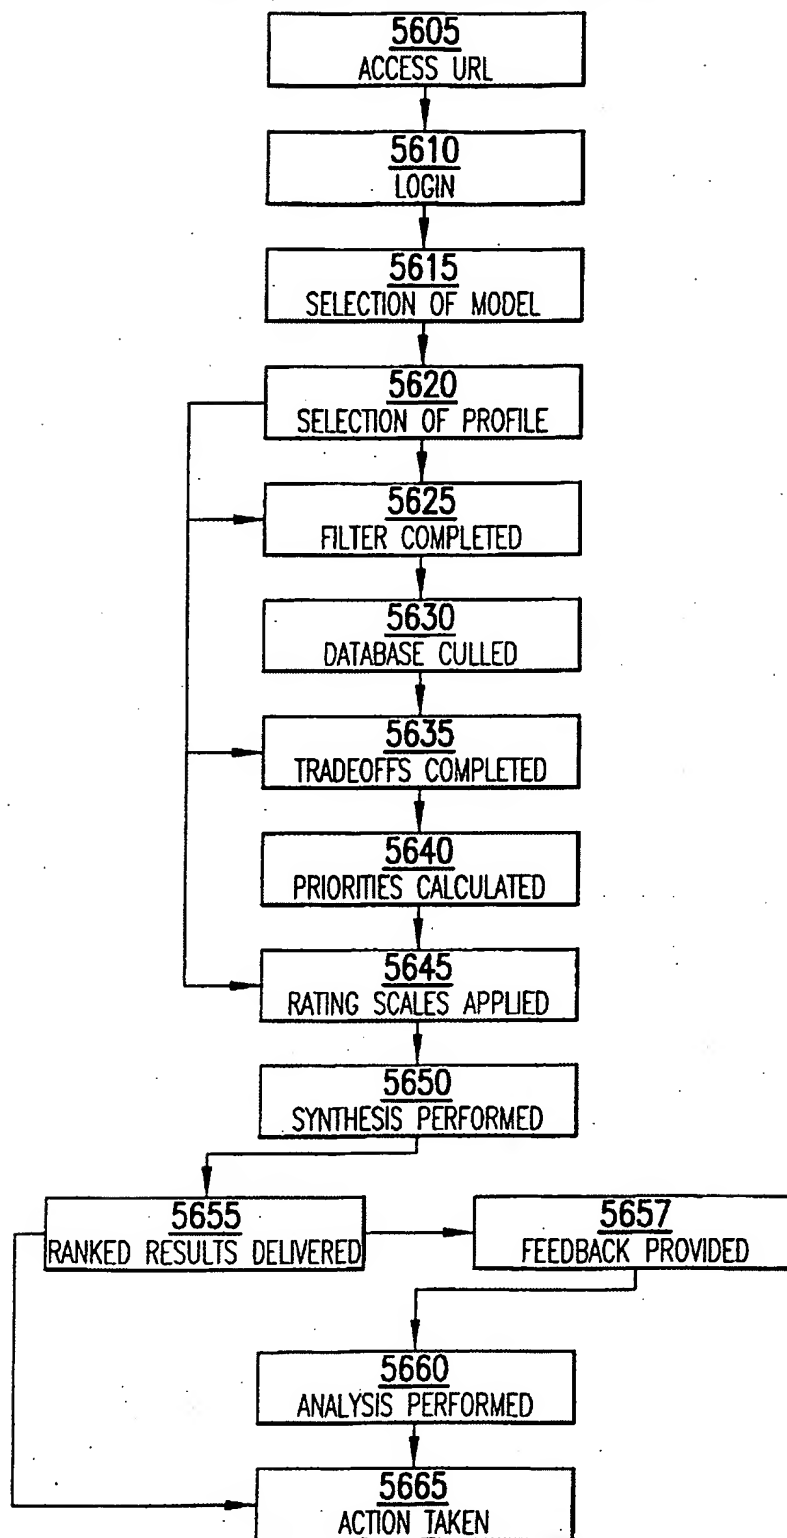 5605
ACCESS URL
5610
LOGIN
5615
SELECTION OF MODEL
5620
SELECTION OF PROFILE
5625
FILTER COMPLETED
5630
DATABASE CULLED
5635
TRADEOFFS COMPLETED
5640
PRIORITIES CALCULATED
5645
RATING SCALES APPLIED
5650
SYNTHESIS PERFORMED
5655
RANKED RESULTS DELIVERED
5657
FEEDBACK PROVIDED
5660
ANALYSIS PERFORMED
5665
ACTION TAKEN